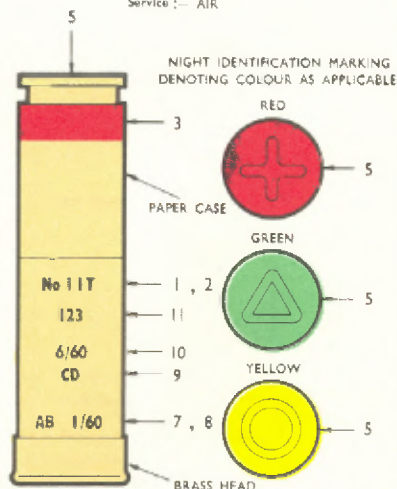 Service :— AIR
5
NIGHT IDENTIFICATION MARKING
DENOTING COLOUR AS APPLICABLE
RED
3
5
PAPER CASE
GREEN
No 11T
1 , 2
5
123
11
6/60
10
YELLOW
CD
9
AB 1/60
7 , 8
5
BRASS HEAD